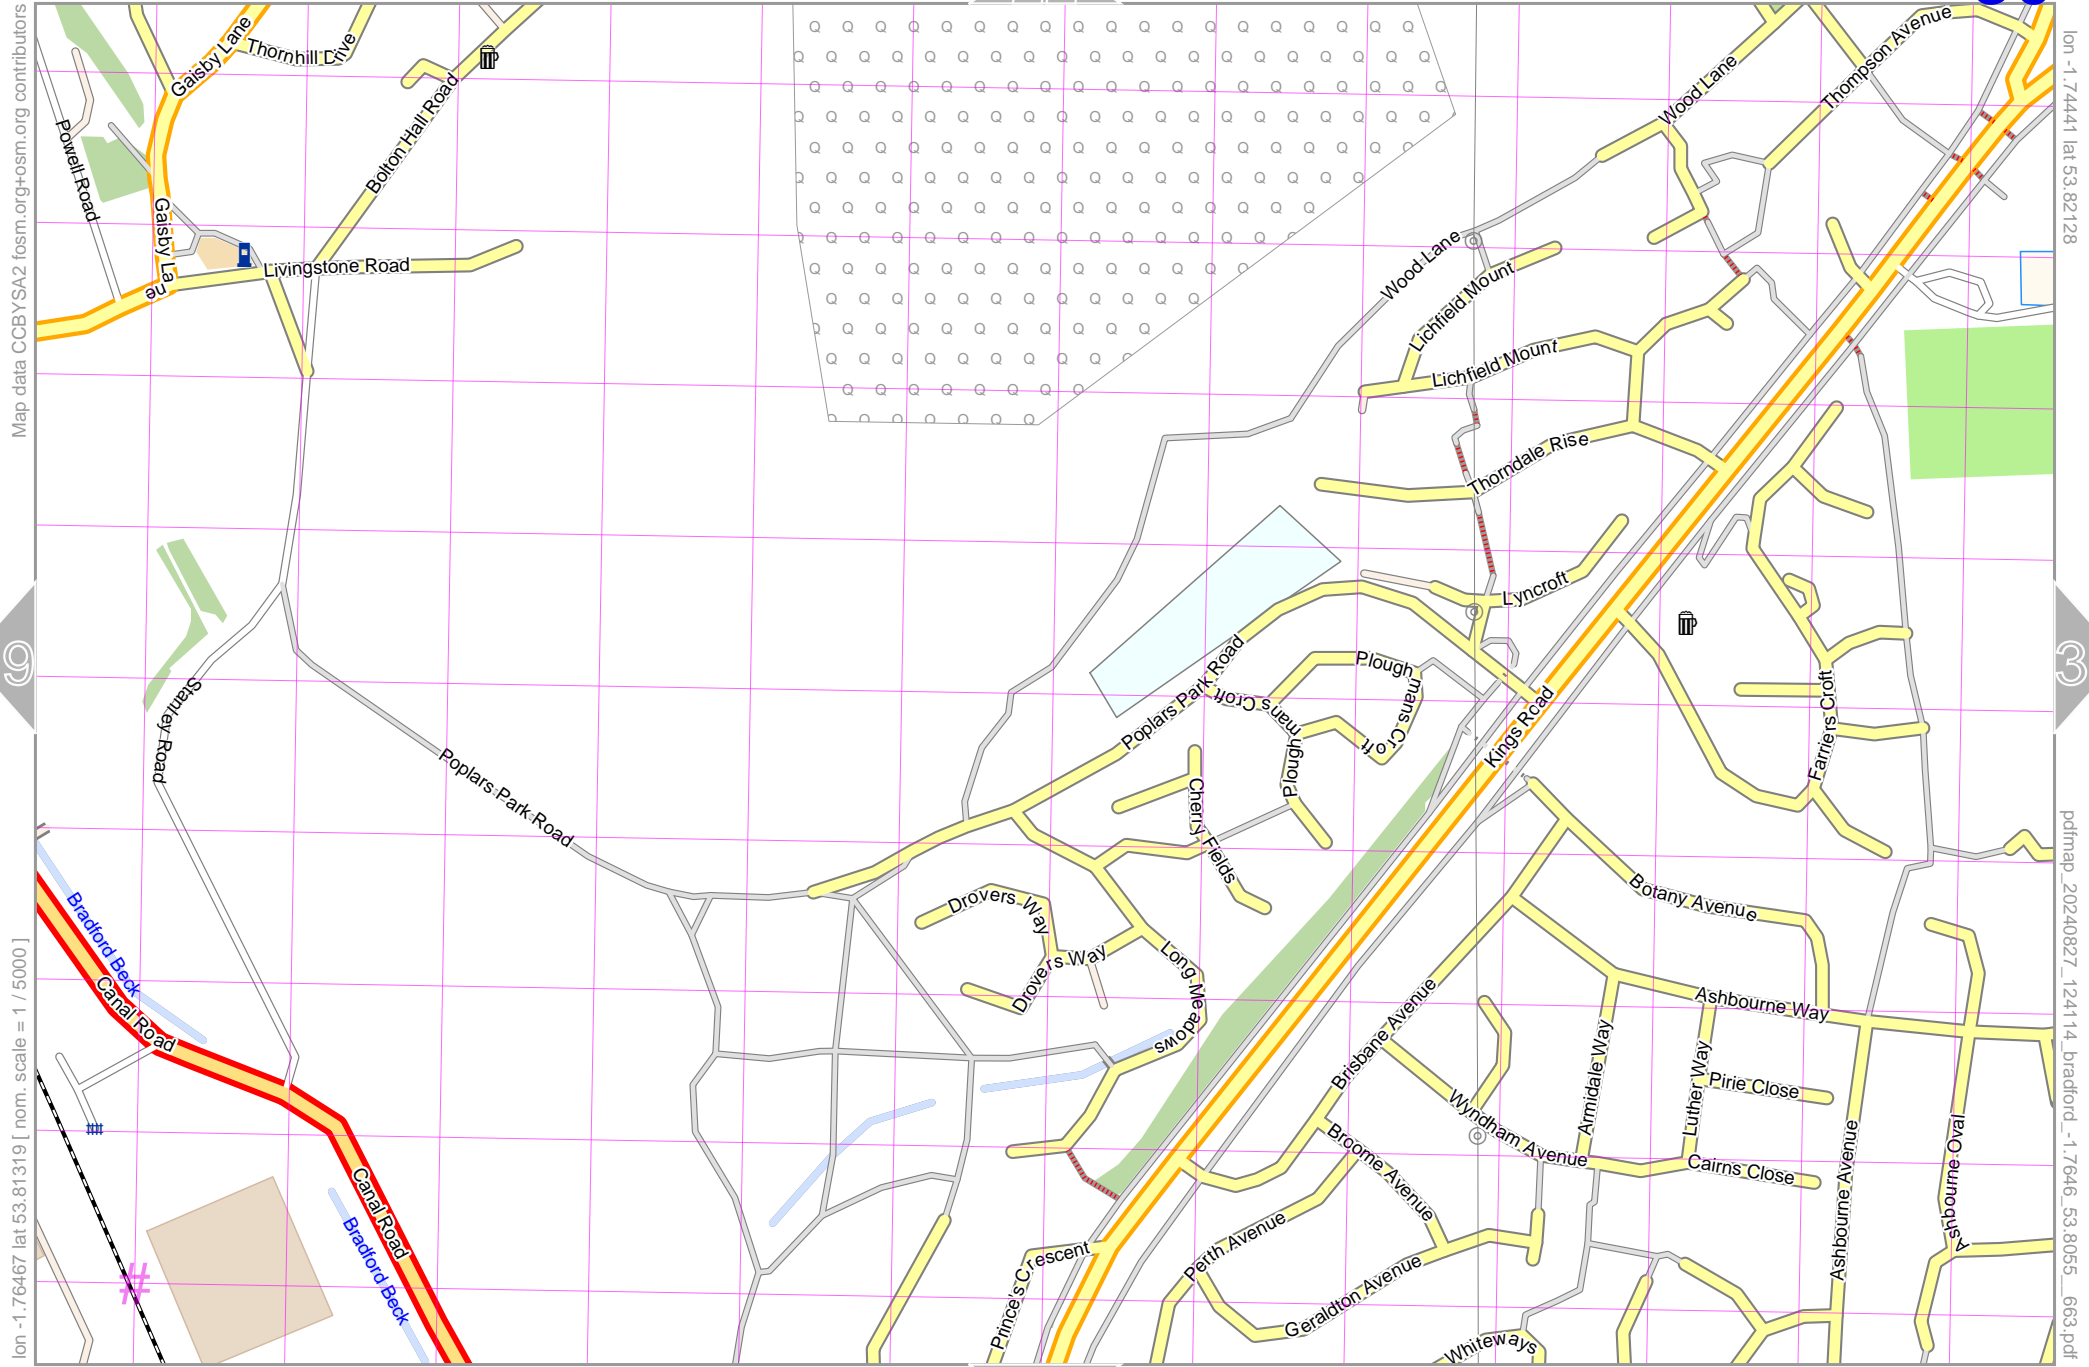 Map data CCBYSA2 fosm.org+osm.org contributors
lon -1.76467 lat 53.81319 [ nom. scale = 1 / 5000 ]
lon -1.74441 lat 53.82128
pdfmap_20240827_124114_bradford_-1.7646_53.8055__663.pdf
9
3
Gaisby Lane
Thornhill Drive
Bolton Hall Road
Powell Road
Gaisby Lane
Livingstone Road
Wood Lane
Thompson Avenue
Wood Lane
Lichfield Mount
Lichfield Mount
Thorndale Rise
Lyncroft
Stanley Road
Poplars Park Road
Poplars Park Road
Ploughmans Croft
Ploughmans Croft
Kings Road
Farriers Croft
Cherry Fields
Drovers Way
Drovers Way
Long Meadows
Botany Avenue
Bradford Beck
Canal Road
Ashbourne Way
Brisbane Avenue
Armidale Way
Luther Way
Pirie Close
Wyndham Avenue
Broome Avenue
Cairns Close
Ashbourne Avenue
Ashbourne Oval
Canal Road
Bradford Beck
#
Perth Avenue
Prince's Crescent
Geraldton Avenue
Whiteways